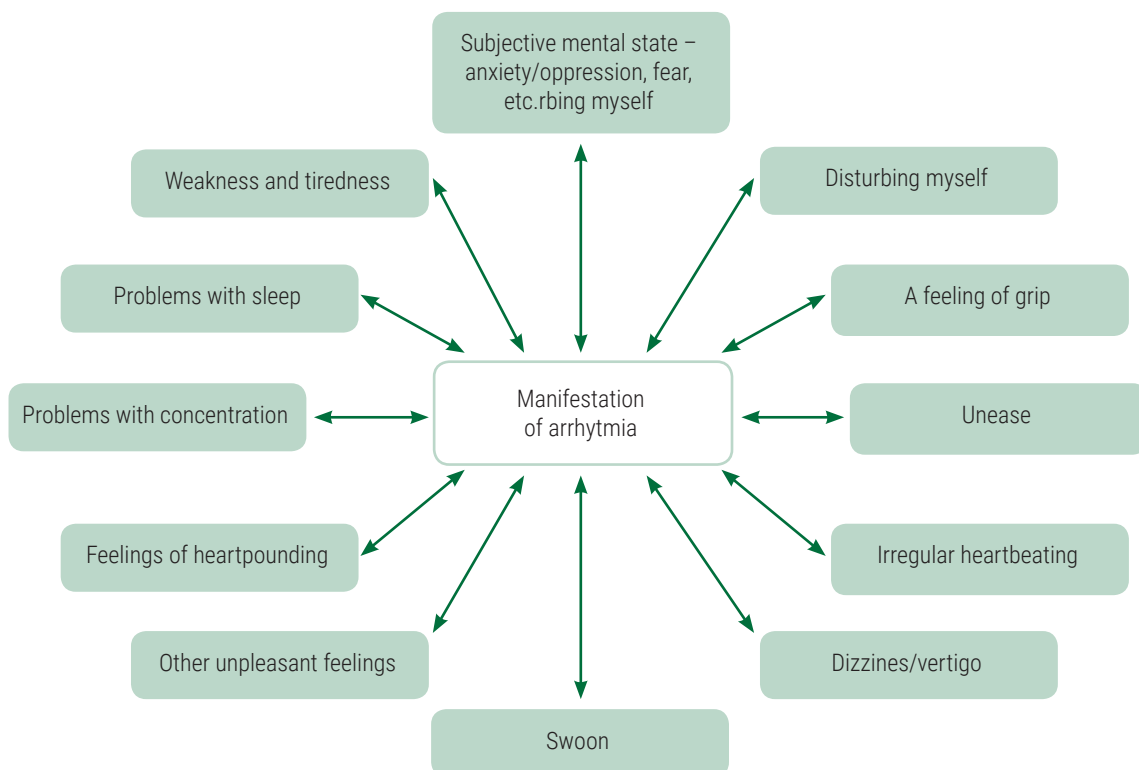 Subjective mental state –
anxiety/oppression, fear,
etc.rbing myself
Weakness and tiredness
Disturbing myself
Problems with sleep
A feeling of grip
Manifestation
of arrhytmia
Problems with concentration
Unease
Feelings of heartpounding
Irregular heartbeating
Other unpleasant feelings
Dizzines/vertigo
Swoon